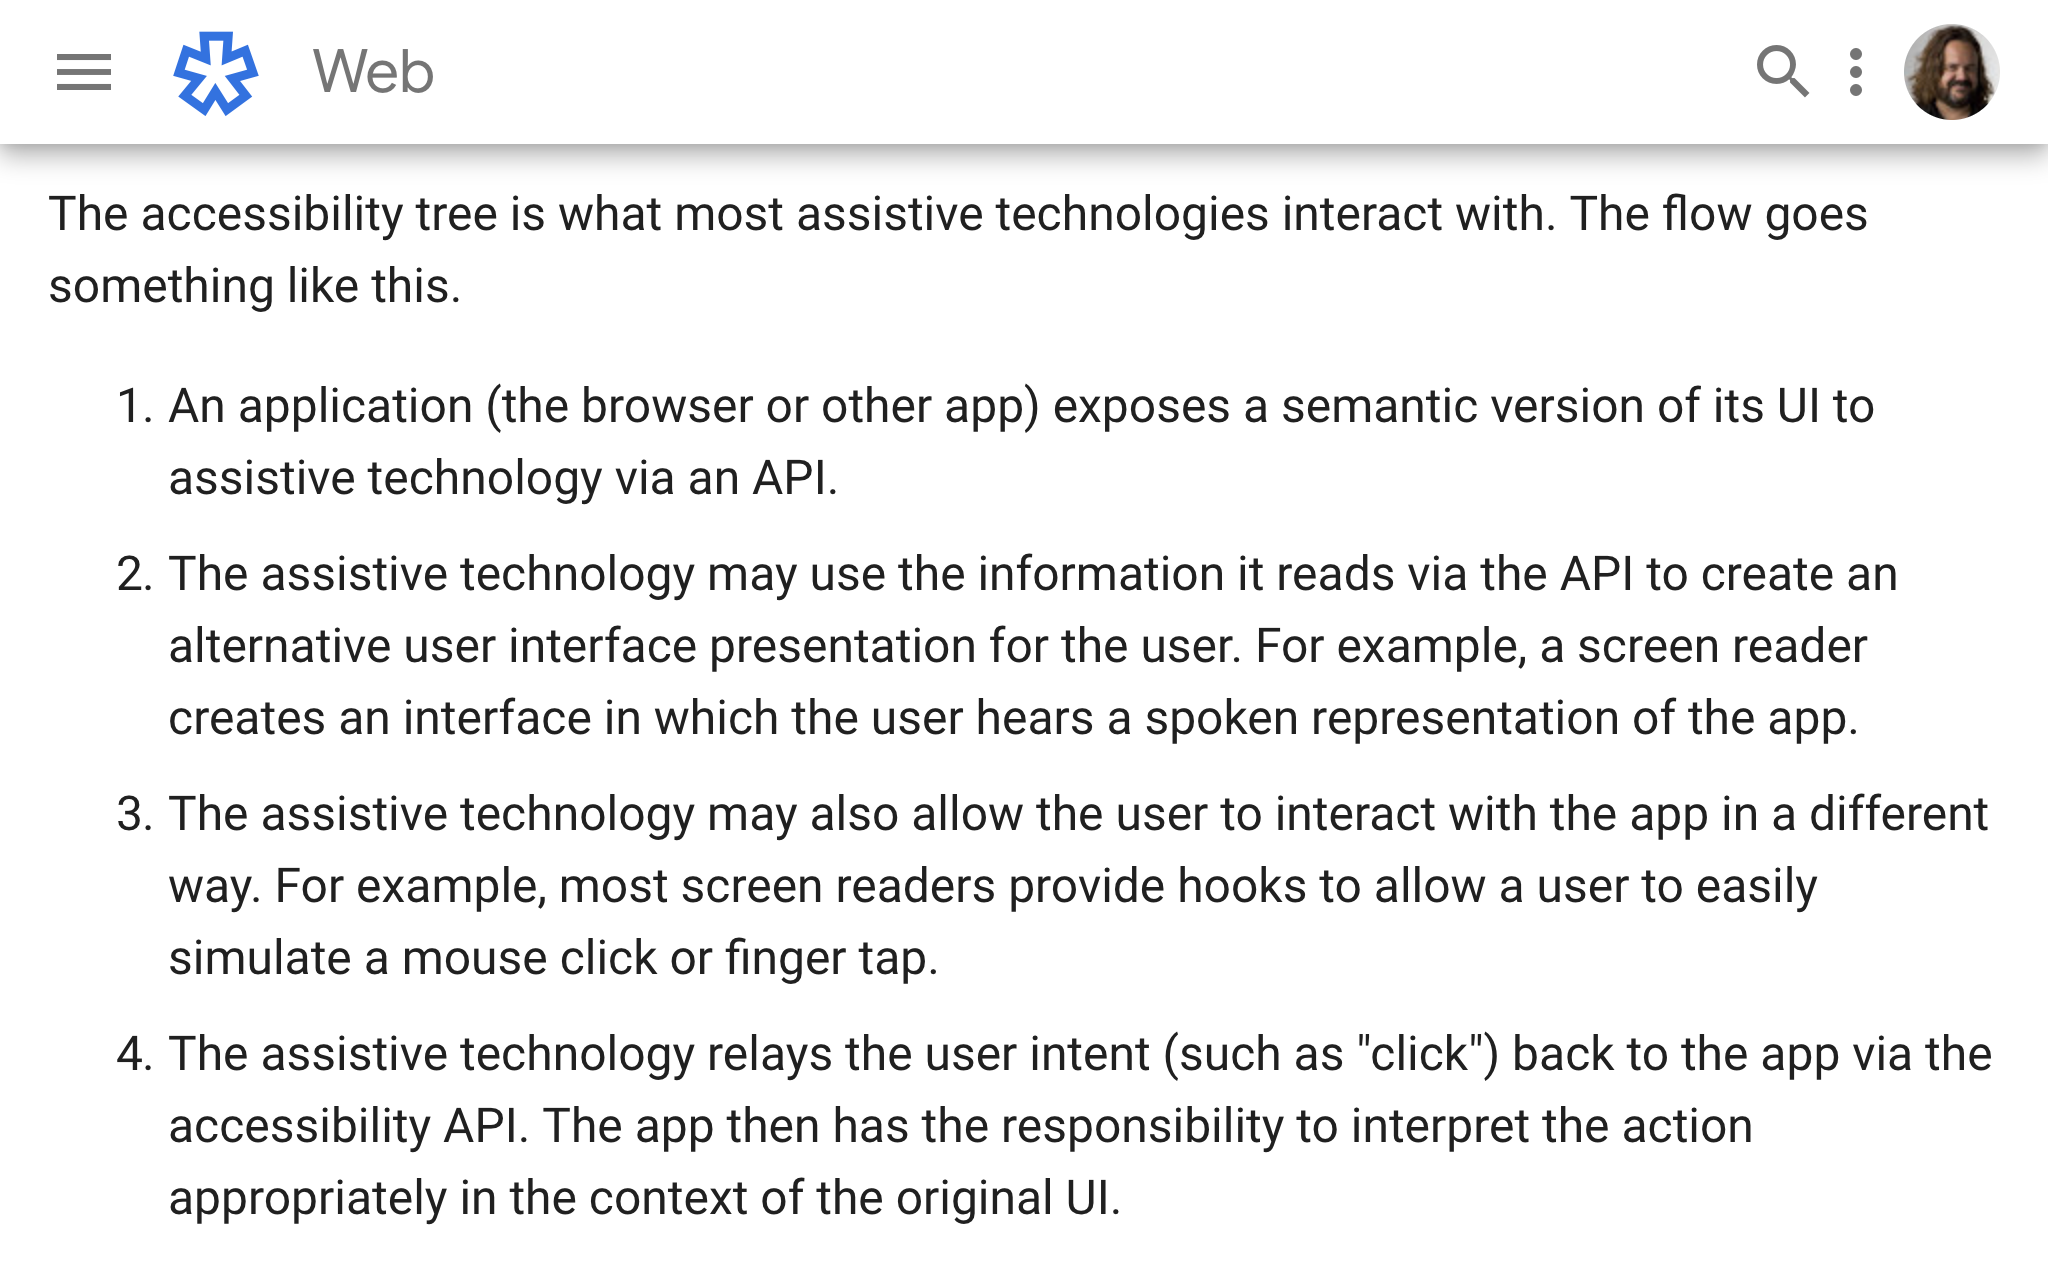 Web
The accessibility tree is what most assistive technologies interact with. The flow goes
something like this.
1. An application (the browser or other app) exposes a semantic version of its UI to
assistive technology via an API.
2. The assistive technology may use the information it reads via the API to create an
alternative user interface presentation for the user. For example, a screen reader
creates an interface in which the user hears a spoken representation of the app.
3. The assistive technology may also allow the user to interact with the app in a different
way. For example, most screen readers provide hooks to allow a user to easily
simulate a mouse click or finger tap.
4. The assistive technology relays the user intent (such as "click") back to the app via the
accessibility API. The app then has the responsibility to interpret the action
appropriately in the context of the original UI.